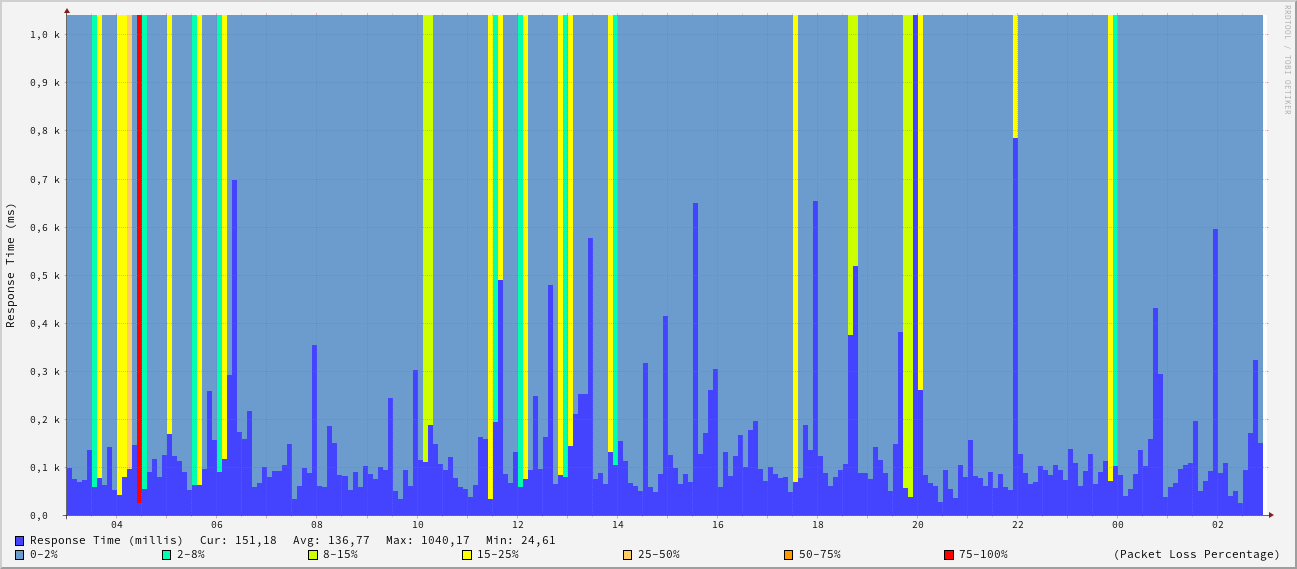 RRDTOOL / TOBI OETIKER
Response Time (ms)
1,0 k
0,9 k
0,8 k
0,7 k
0,6 k
0,5 k
0,4 k
0,3 k
0,2 k
0,1 k
0,0
04 06 08 10 12 14 16 18 20 22 00 02
Response Time (millis) Cur: 151,18 Avg: 136,77 Max: 1040,17 Min: 24,61
0-2% 2-8% 8-15% 15-25% 25-50% 50-75% 75-100% (Packet Loss Percentage)